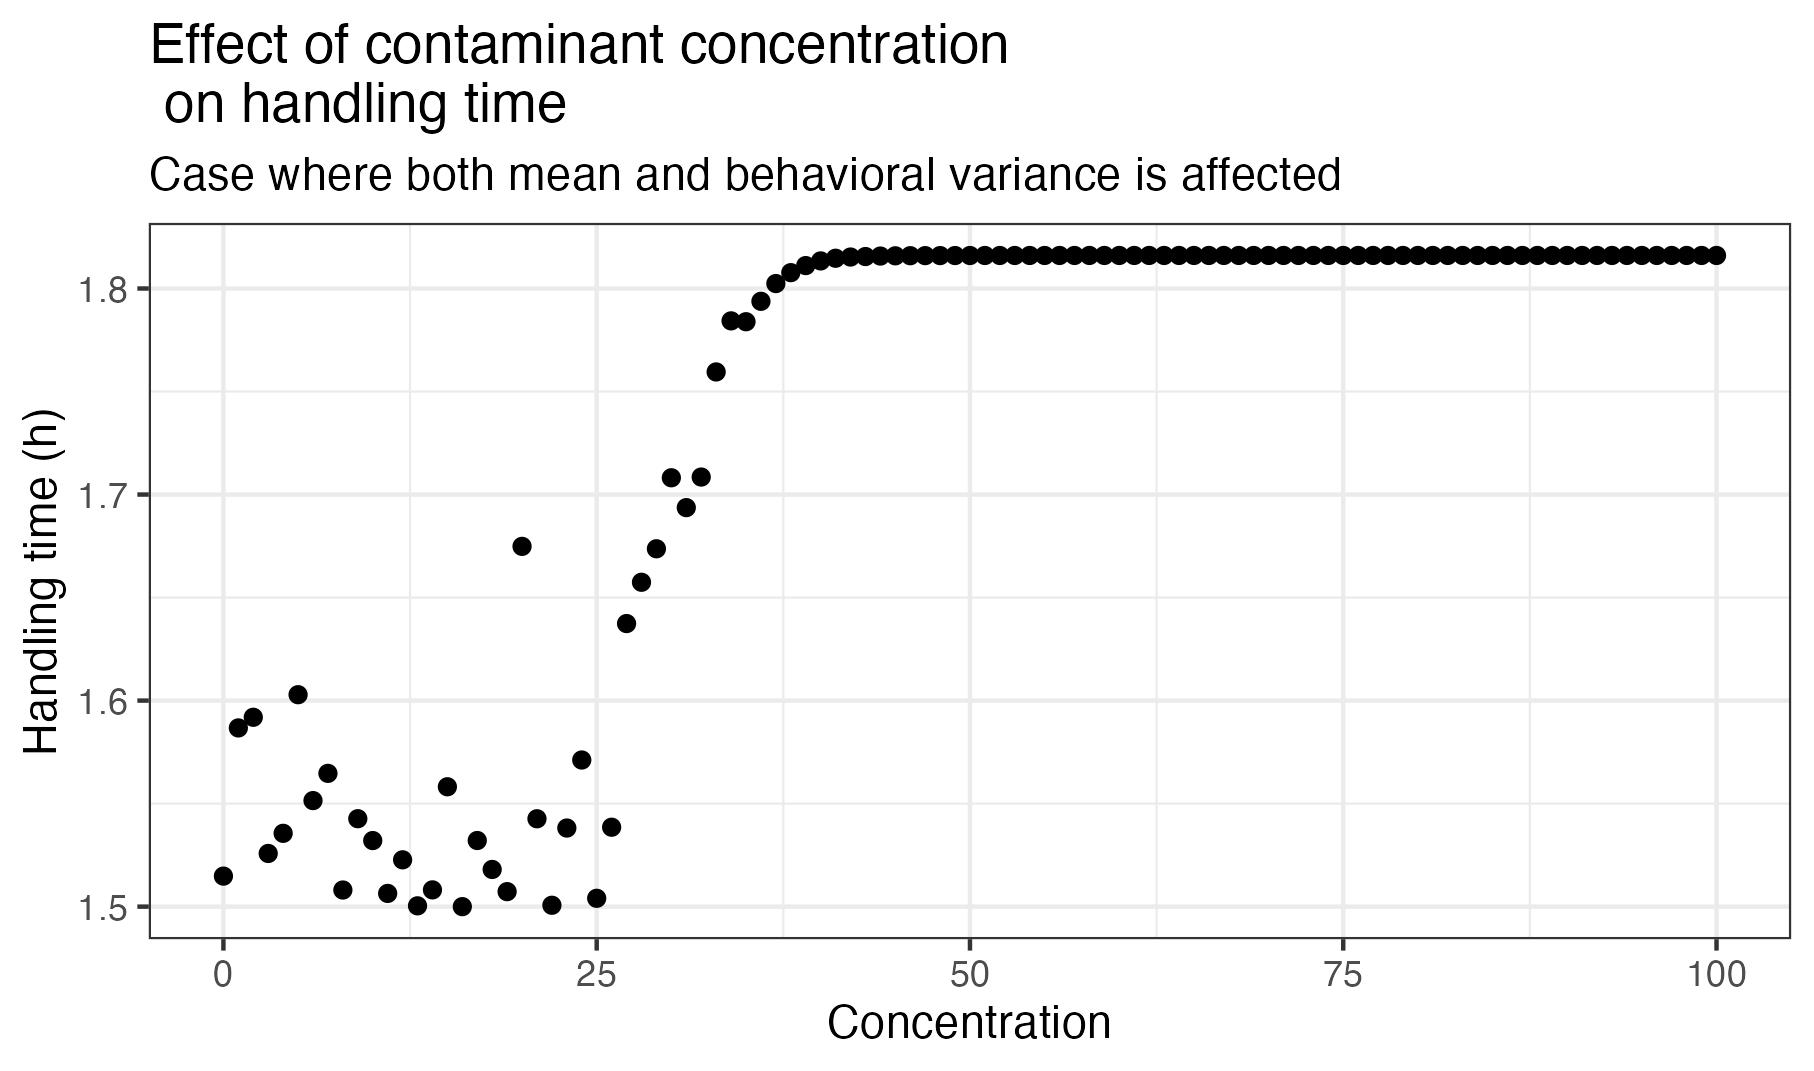 Effect of contaminant concentration
on handling time
Case where both mean and behavioral variance is affected
Handling time (h)
1.8
1.7
1.6
1.5
0 25 50 75 100
Concentration